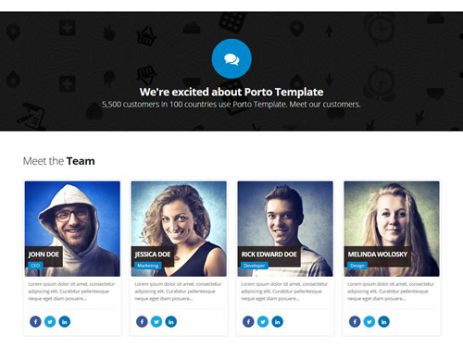 We're excited about Porto Template
5,500 customers in 100 countries use Porto Template. Meet our customers.
Meet the Team
JOHN DOE
CEO
Lorem ipsum dolor sit amet, consectetur
adipiscing elit. Curabitur pellentesque
neque eget diam posuere...
JESSICA DOE
Marketing
Lorem ipsum dolor sit amet, consectetur
adipiscing elit. Curabitur pellentesque
neque eget diam posuere...
RICK EDWARD DOE
Developer
Lorem ipsum dolor sit amet, consectetur
adipiscing elit. Curabitur pellentesque
neque eget diam posuere...
MELINDA WOLOSKY
Design
Lorem ipsum dolor sit amet, consectetur
adipiscing elit. Curabitur pellentesque
neque eget diam posuere...